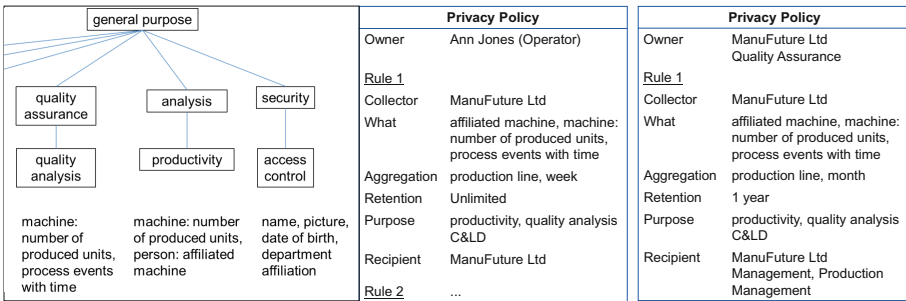 general purpose
quality
assurance
analysis
security
quality
analysis
productivity
access
control
machine:
number of
produced units,
process events
with time
machine: number
of produced units,
person: affiliated
machine
name, picture,
date of birth,
department
affiliation
Privacy Policy
Owner Ann Jones (Operator)
Rule 1
Collector ManuFuture Ltd
What affiliated machine, machine:
number of produced units,
process events with time
Aggregation production line, week
Retention Unlimited
Purpose productivity, quality analysis
C&LD
Recipient ManuFuture Ltd
Rule 2 ...
Privacy Policy
Owner ManuFuture Ltd
Quality Assurance
Rule 1
Collector ManuFuture Ltd
What affiliated machine, machine:
number of produced units,
process events with time
Aggregation production line, month
Retention 1 year
Purpose productivity, quality analysis
C&LD
Recipient ManuFuture Ltd
Management, Production
Management